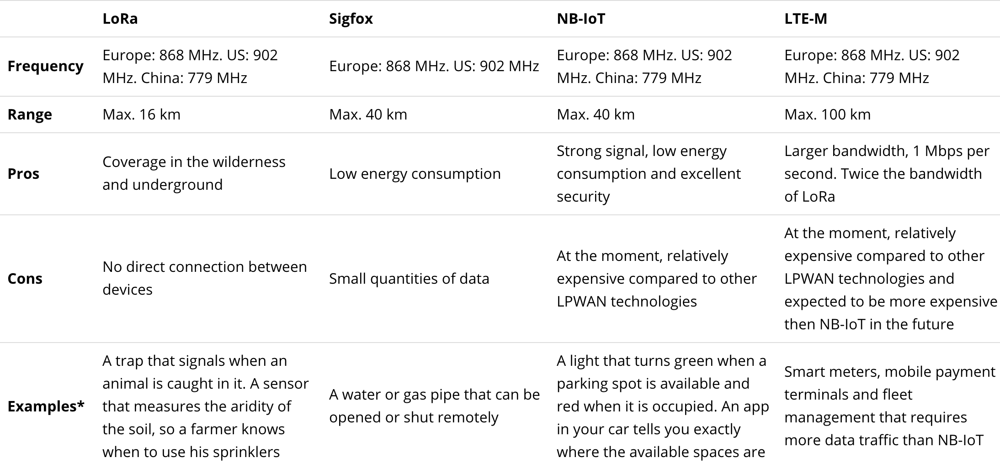 LoRa
Sigfox
NB-IoT
LTE-M
Frequency
Europe: 868 MHz. US: 902
MHz. China: 779 MHz
Europe: 868 MHz. US: 902 MHz
Europe: 868 MHz. US: 902
MHz. China: 779 MHz
Europe: 868 MHz. US: 902
MHz. China: 779 MHz
Range
Max. 16 km
Max. 40 km
Max. 40 km
Max. 100 km
Pros
Coverage in the wilderness
and underground
Low energy consumption
Strong signal, low energy
consumption and excellent
security
Larger bandwidth, 1 Mbps per
second. Twice the bandwidth
of LoRa
Cons
No direct connection between
devices
Small quantities of data
At the moment, relatively
expensive compared to other
LPWAN technologies
At the moment, relatively
expensive compared to other
LPWAN technologies and
expected to be more expensive
then NB-IoT in the future
Examples*
A trap that signals when an
animal is caught in it. A sensor
that measures the aridity of
the soil, so a farmer knows
when to use his sprinklers
A water or gas pipe that can be
opened or shut remotely
A light that turns green when a
parking spot is available and
red when it is occupied. An app
in your car tells you exactly
where the available spaces are
Smart meters, mobile payment
terminals and fleet
management that requires
more data traffic than NB-IoT